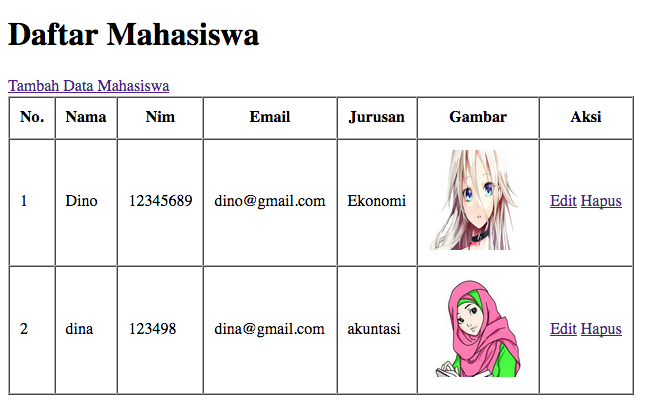 Daftar Mahasiswa
Tambah Data Mahasiswa
No. Nama Nim Email Jurusan Gambar Aksi
1 Dino 12345689 dino@gmail.com Ekonomi Edit Hapus
2 dina 123498 dina@gmail.com akuntasi Edit Hapus